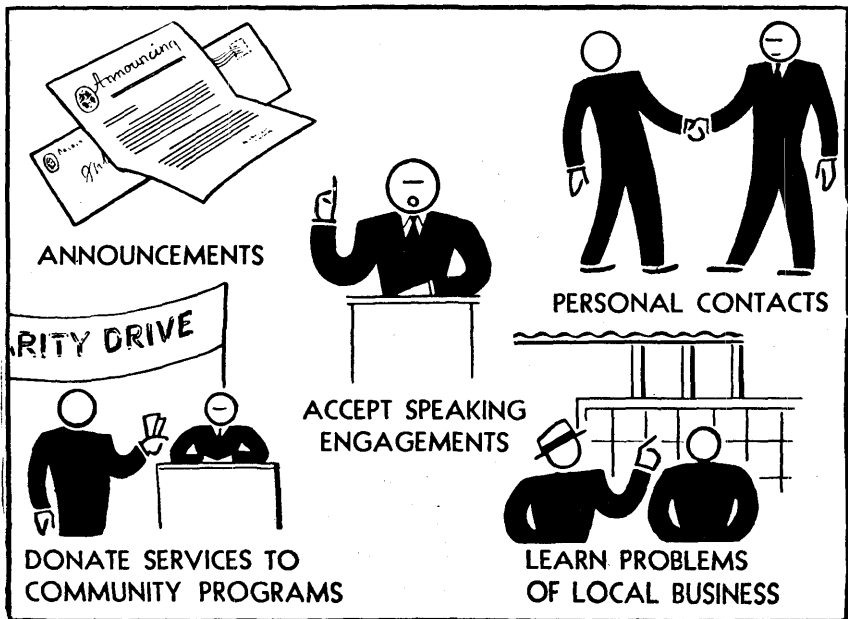 Announcing
ANNOUNCEMENTS
PERSONAL CONTACTS
RITY DRIVE
ACCEPT SPEAKING
ENGAGEMENTS
DONATE SERVICES TO
COMMUNITY PROGRAMS
LEARN PROBLEMS
OF LOCAL BUSINESS